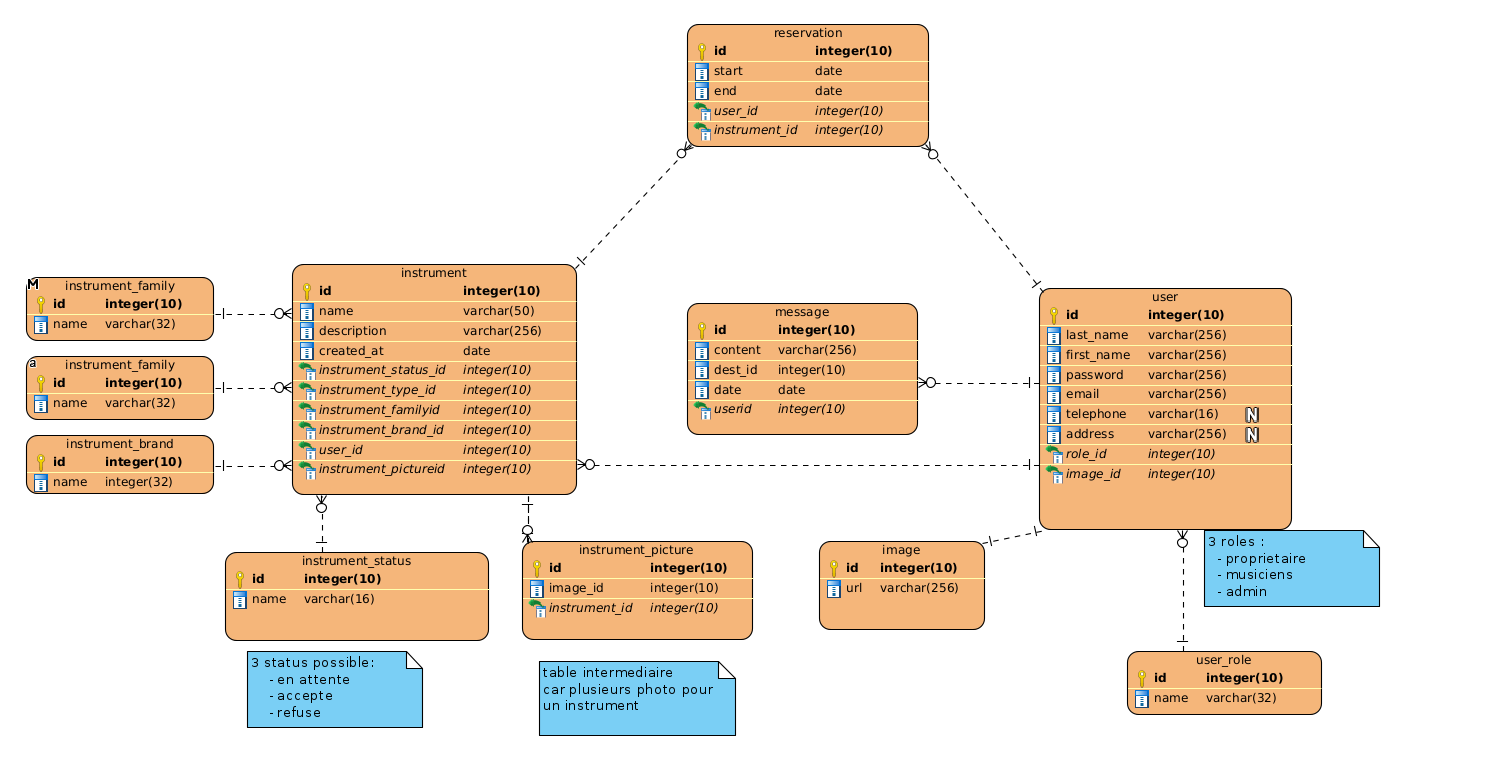 reservation
id integer(10)
start date
end date
user_id integer(10)
instrument_id integer(10)
M instrument_family
id integer(10)
name varchar(32)
a instrument_family
id integer(10)
name varchar(32)
instrument_brand
id integer(10)
name integer(32)
instrument
id integer(10)
name varchar(50)
description varchar(256)
created_at date
instrument_status_id integer(10)
instrument_type_id integer(10)
instrument_familyid integer(10)
instrument_brand_id integer(10)
user_id integer(10)
instrument_pictureid integer(10)
message
id integer(10)
content varchar(256)
dest_id integer(10)
date date
userid integer(10)
user
id integer(10)
last_name varchar(256)
first_name varchar(256)
password varchar(256)
email varchar(256)
telephone varchar(16) N
address varchar(256) N
role_id integer(10)
image_id integer(10)
instrument_status
id integer(10)
name varchar(16)
instrument_picture
id integer(10)
image_id integer(10)
instrument_id integer(10)
image
id integer(10)
url varchar(256)
3 roles :
- proprietaire
- musiciens
- admin
3 status possible:
- en attente
- accepte
- refuse
table intermediaire
car plusieurs photo pour
un instrument
user_role
id integer(10)
name varchar(32)